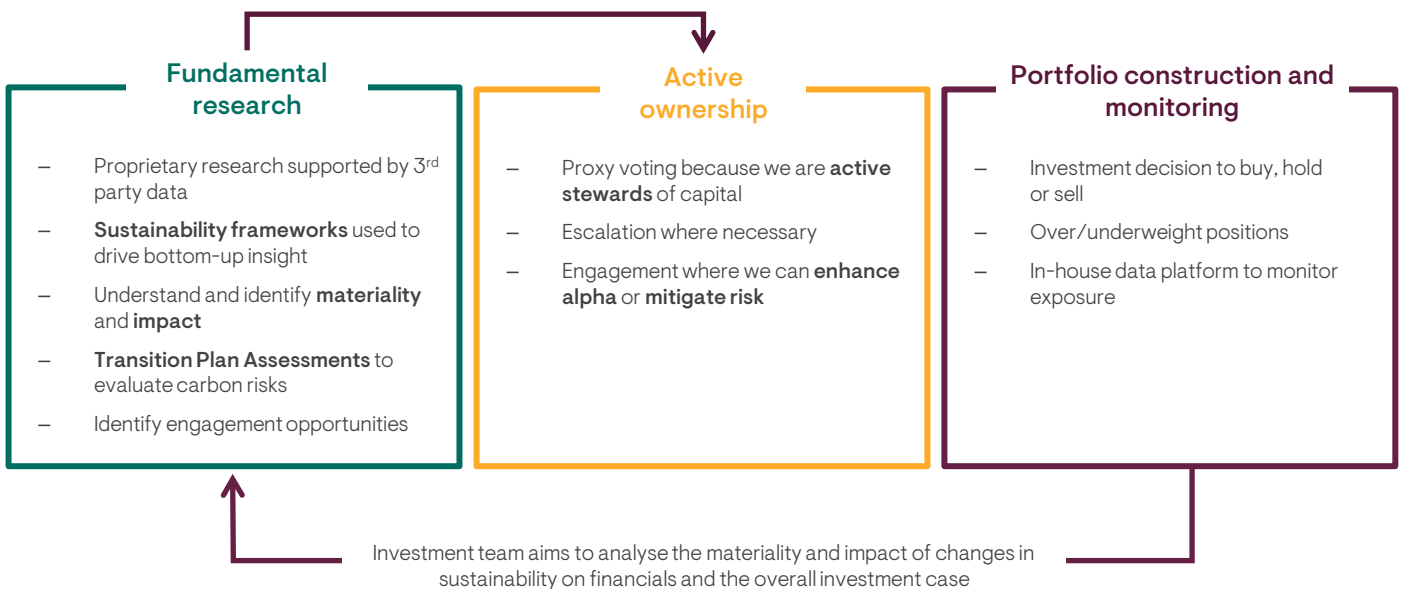 Fundamental
research
– Proprietary research supported by 3rd
party data
– Sustainability frameworks used to
drive bottom-up insight
– Understand and identify materiality
and impact
– Transition Plan Assessments to
evaluate carbon risks
– Identify engagement opportunities
Active
ownership
– Proxy voting because we are active
stewards of capital
– Escalation where necessary
– Engagement where we can enhance
alpha or mitigate risk
Portfolio construction and
monitoring
– Investment decision to buy, hold
or sell
– Over/underweight positions
– In-house data platform to monitor
exposure
Investment team aims to analyse the materiality and impact of changes in
sustainability on financials and the overall investment case